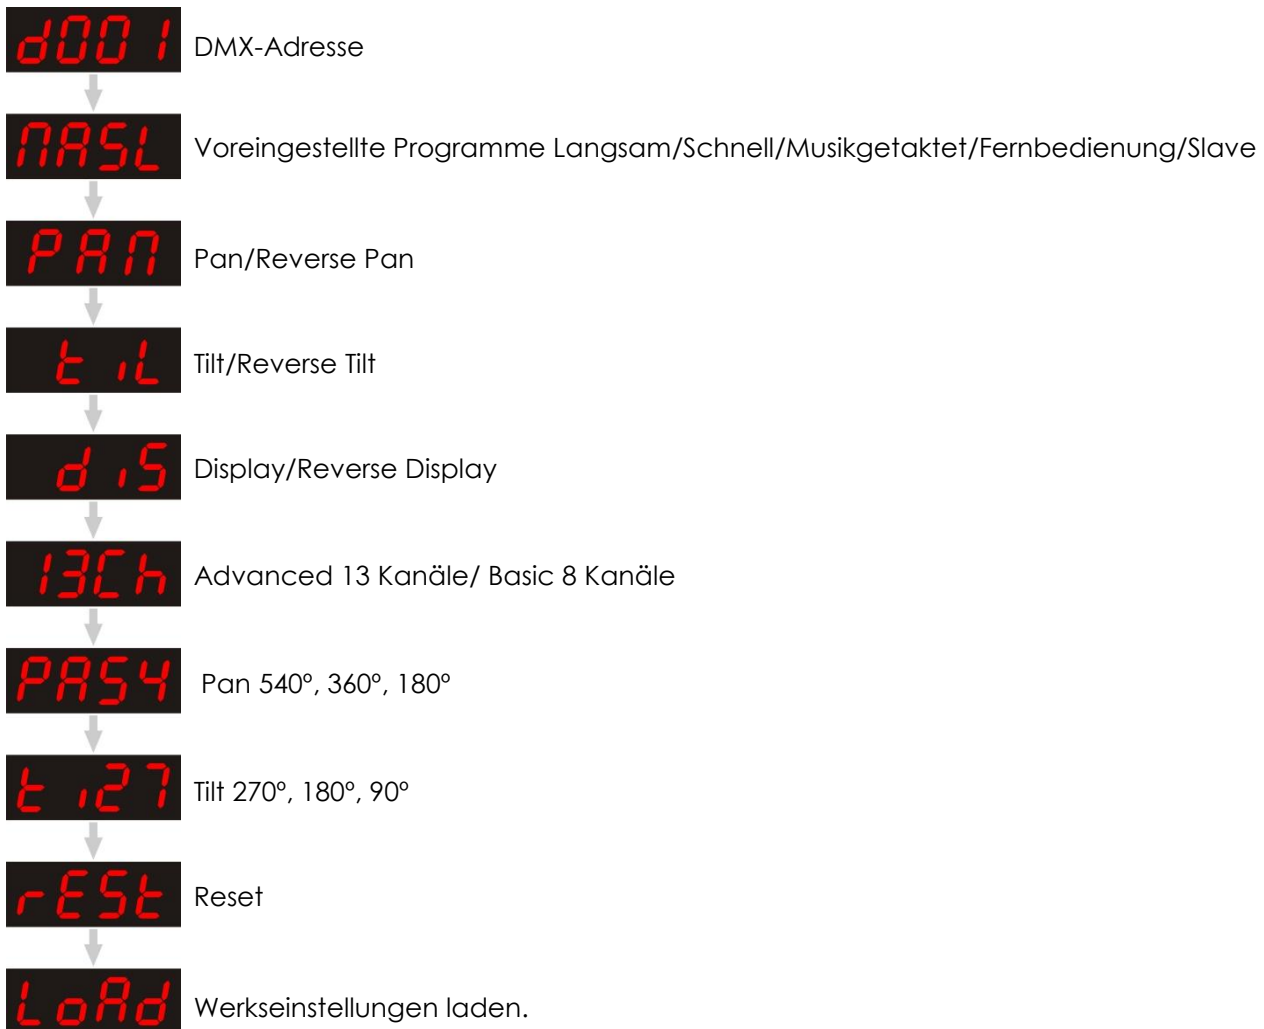 d001 DMX-Adresse
MASL Voreingestellte Programme Langsam/Schnell/Musikgetaktet/Fernbedienung/Slave
PAN Pan/Reverse Pan
tiL Tilt/Reverse Tilt
diS Display/Reverse Display
13Ch Advanced 13 Kanäle/ Basic 8 Kanäle
PA54 Pan 540º, 360º, 180º
ti27 Tilt 270º, 180º, 90º
rESt Reset
LoAd Werkseinstellungen laden.